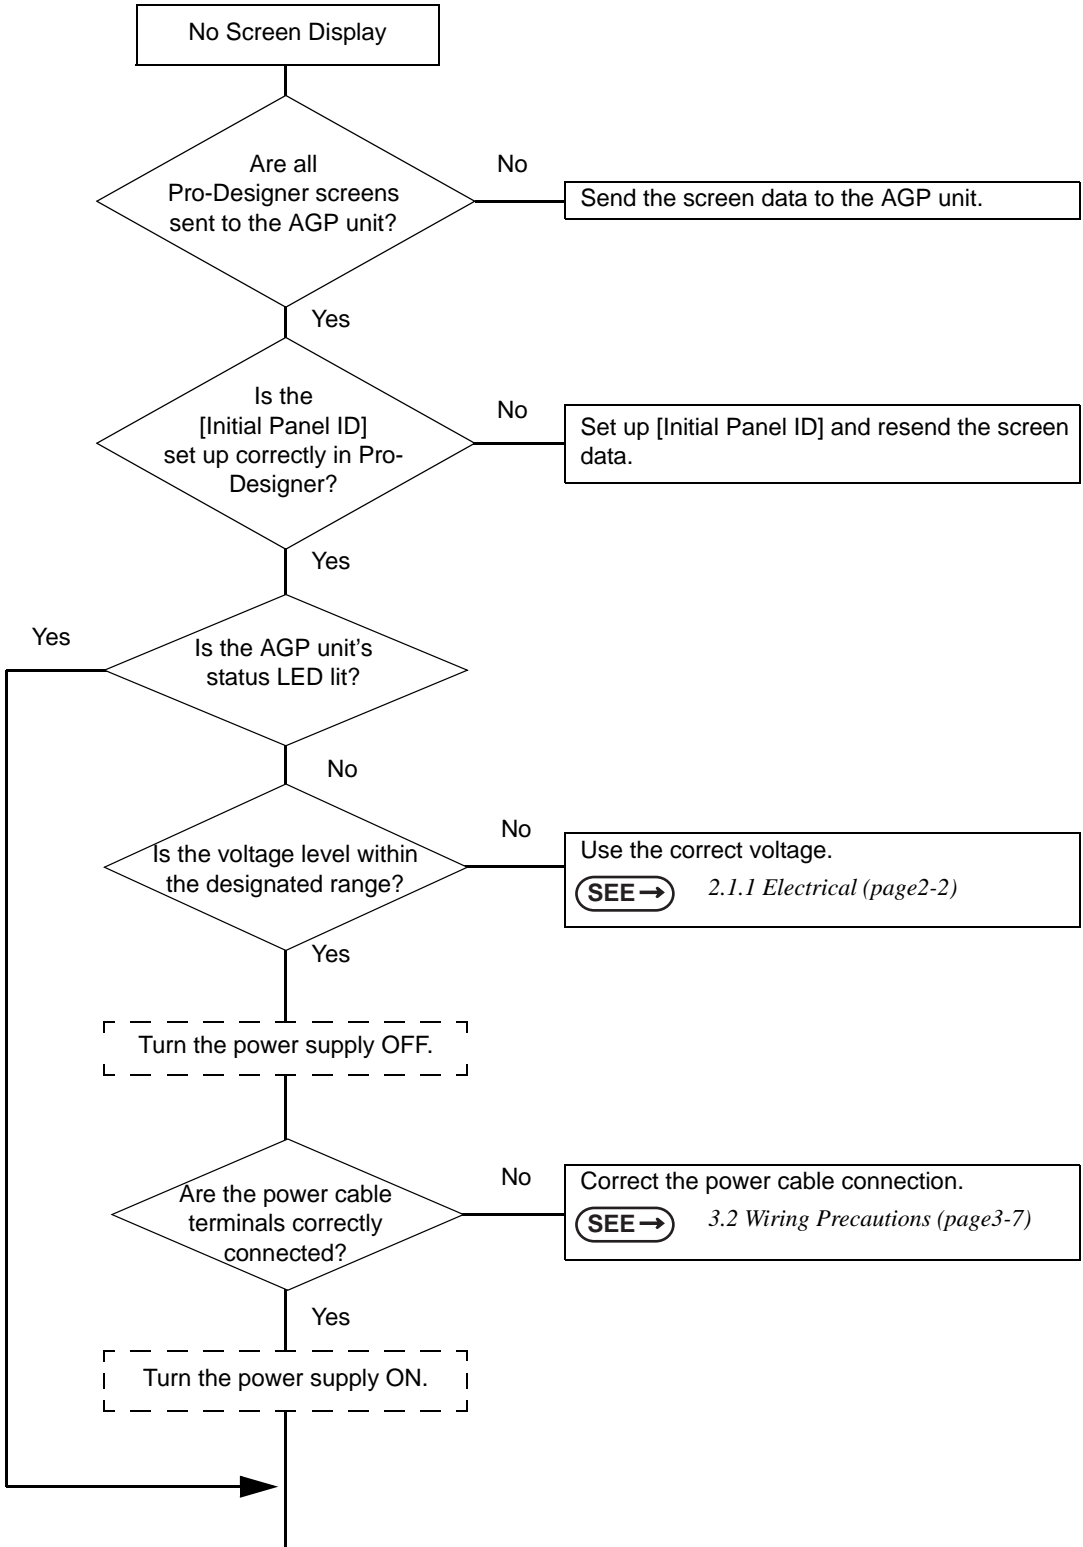 No Screen Display
Are all
Pro-Designer screens
sent to the AGP unit?
No
Send the screen data to the AGP unit.
Yes
Is the
[Initial Panel ID]
set up correctly in Pro-
Designer?
No
Set up [Initial Panel ID] and resend the screen
data.
Yes
Yes
Is the AGP unit's
status LED lit?
No
Is the voltage level within
the designated range?
No
Use the correct voltage.
SEE→ 2.1.1 Electrical (page2-2)
Yes
Turn the power supply OFF.
Are the power cable
terminals correctly
connected?
No
Correct the power cable connection.
SEE→ 3.2 Wiring Precautions (page3-7)
Yes
Turn the power supply ON.